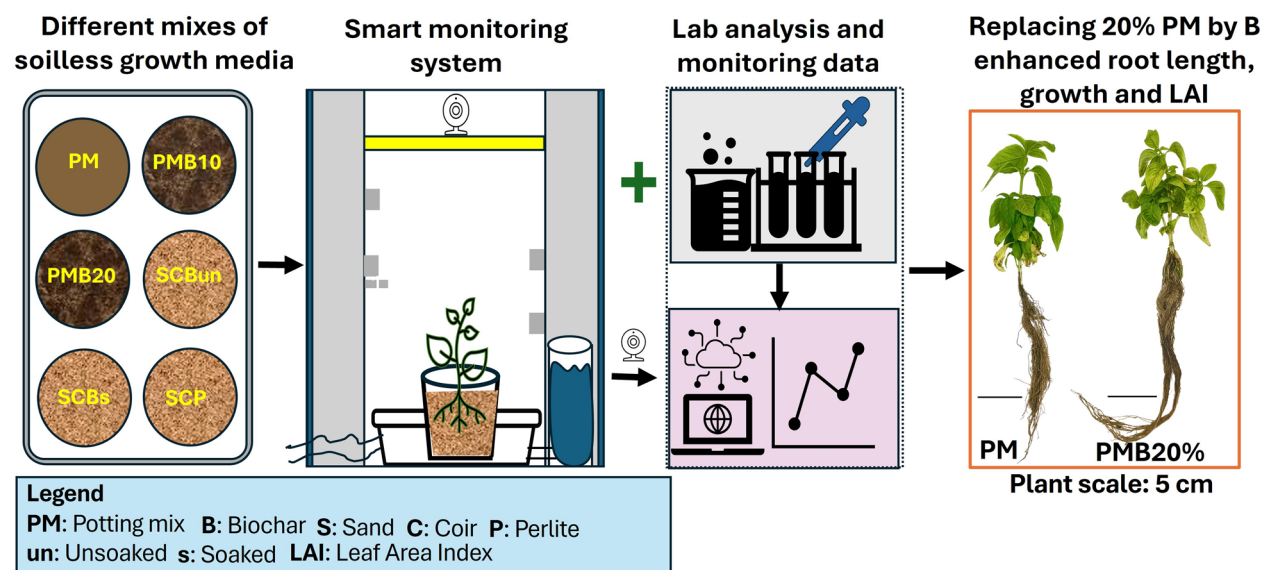 Different mixes of
soilless growth media
PM
PMB10
PMB20
SCBun
SCBs
SCP
Smart monitoring
system
Lab analysis and
monitoring data
Replacing 20% PM by B
enhanced root length,
growth and LAI
PM
PMB20%
Plant scale: 5 cm
Legend
PM: Potting mix B: Biochar S: Sand C: Coir P: Perlite
un: Unsoaked s: Soaked LAI: Leaf Area Index